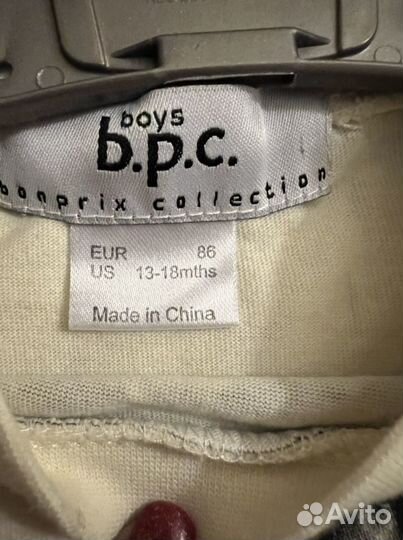 boys
b.p.c.
bonprix collection
EUR 86
US 13-18mths
Made in China
Avito